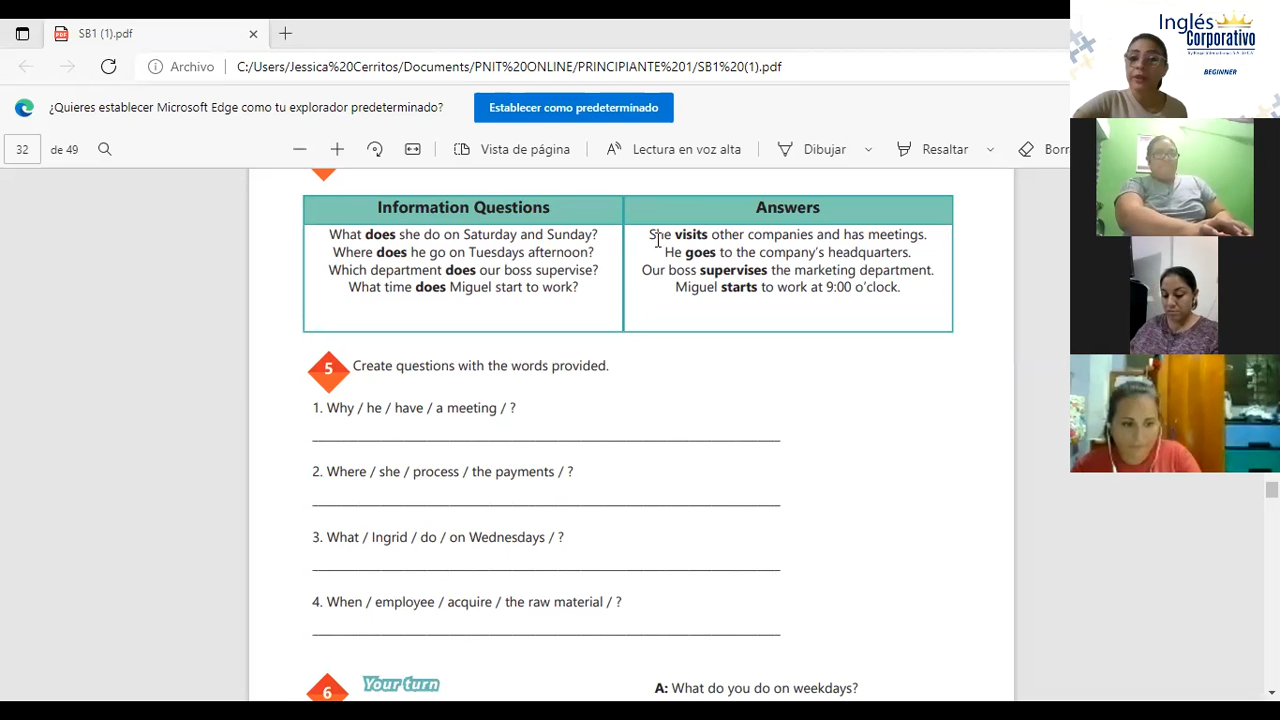 SB1 (1).pdf
Archivo
C:/Users/Jessica%20Cerritos/Documents/PNIT%20ONLINE/PRINCIPIANTE%201/SB1%20(1).pdf
¿Quieres establecer Microsoft Edge como tu explorador predeterminado?
Establecer como predeterminado
32
de 49
Vista de página
Lectura en voz alta
Dibujar
Resaltar
Borr
Information Questions
Answers
What does she do on Saturday and Sunday?
She visits other companies and has meetings.
Where does he go on Tuesdays afternoon?
He goes to the company's headquarters.
Which department does our boss supervise?
Our boss supervises the marketing department.
What time does Miguel start to work?
Miguel starts to work at 9:00 o'clock.
5
Create questions with the words provided.
1. Why / he / have / a meeting / ?
2. Where / she / process / the payments / ?
3. What / Ingrid / do / on Wednesdays / ?
4. When / employee / acquire / the raw material / ?
6
Your turn
A: What do you do on weekdays?
Inglés
Corporativo
BEGINNER